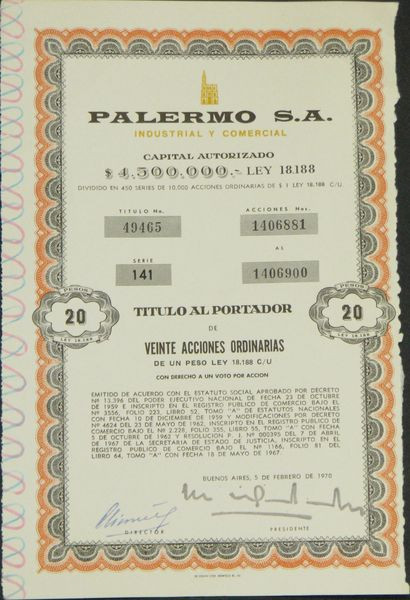 PALERMO S.A.
INDUSTRIAL Y COMERCIAL
CAPITAL AUTORIZADO
$ 4.500.000.- LEY 18.188
DIVIDIDO EN 450 SERIES DE 10.000 ACCIONES ORDINARIAS DE $ 1 LEY 18.188 C/U.
TITULO No.
ACCIONES Nos.
49465
1406881
SERIE
AL
141
1406900
PESOS
20
LEY 18.188
PESOS
20
LEY 18.188
TITULO AL PORTADOR
DE
VEINTE ACCIONES ORDINARIAS
DE UN PESO LEY 18.188 C/U
CON DERECHO A UN VOTO POR ACCION
EMITIDO DE ACUERDO CON EL ESTATUTO SOCIAL APROBADO POR DECRETO
Nº 13.396 DEL PODER EJECUTIVO NACIONAL DE FECHA 23 DE OCTUBRE
DE 1959 E INSCRIPTO EN EL REGISTRO PUBLICO DE COMERCIO BAJO EL
Nº 3556, FOLIO 223, LIBRO 52, TOMO "A" DE ESTATUTOS NACIONALES
CON FECHA 10 DE DICIEMBRE DE 1959 Y MODIFICACIONES POR DECRETO
Nº 4624 DEL 23 DE MAYO DE 1962, INSCRIPTO EN EL REGISTRO PUBLICO DE
COMERCIO BAJO EL Nº 2.228, FOLIO 355, LIBRO 55, TOMO "A" CON FECHA
5 DE OCTUBRE DE 1962 Y RESOLUCION P. J. Nº 000395 DEL 7 DE ABRIL
DE 1967 DE LA SECRETARIA DE ESTADO DE JUSTICIA, INSCRIPTO EN EL
REGISTRO PUBLICO DE COMERCIO BAJO EL Nº 1166, FOLIO 81 DEL
LIBRO 64, TOMO "A" CON FECHA 18 DE MAYO DE 1967.
BUENOS AIRES, 5 DE FEBRERO DE 1970
DIRECTOR
PRESIDENTE